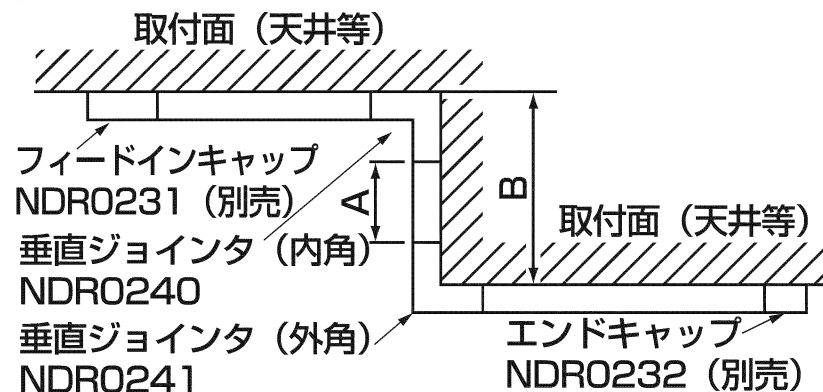 取付面（天井等）
フィードインキャップ
NDR0231（別売）
A
B
取付面（天井等）
垂直ジョインタ（内角）
NDR0240
垂直ジョインタ（外角）
NDR0241
エンドキャップ
NDR0232（別売）